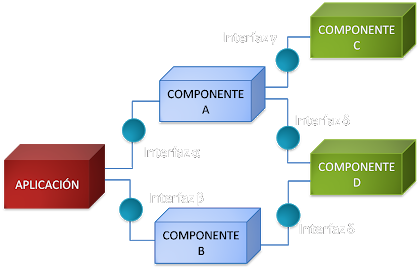 Interfaz γ
COMPONENTE
C
COMPONENTE
A
Interfaz δ
Interfaz α
COMPONENTE
D
APLICACIÓN
Interfaz β
COMPONENTE
B
Interfaz δ